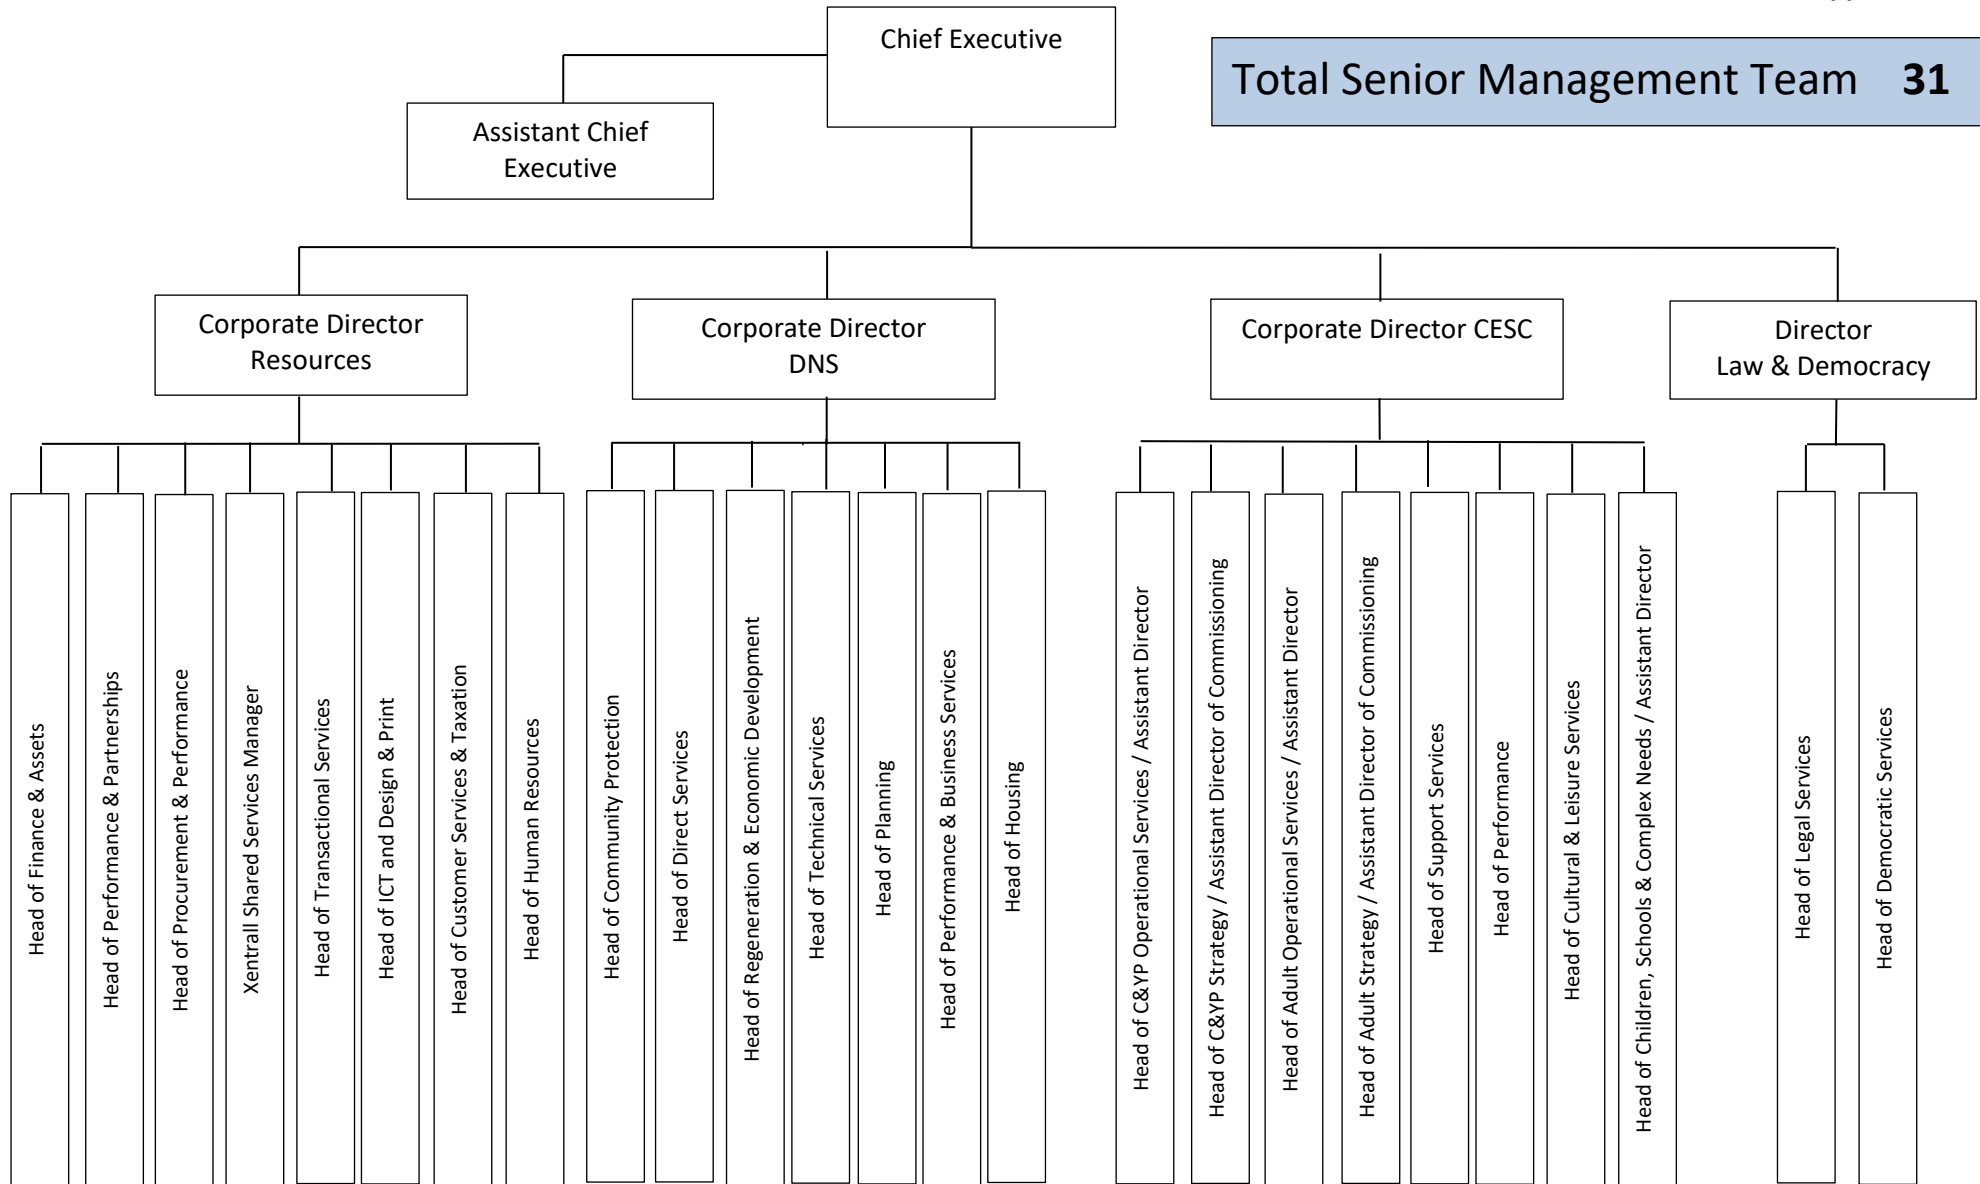 Chief Executive
Total Senior Management Team 31
Assistant Chief
Executive
Corporate Director
Resources
Corporate Director
DNS
Corporate Director CESC
Director
Law & Democracy
Head of Finance & Assets
Head of Performance & Partnerships
Head of Procurement & Performance
Xentrall Shared Services Manager
Head of Transactional Services
Head of ICT and Design & Print
Head of Customer Services & Taxation
Head of Human Resources
Head of Community Protection
Head of Direct Services
Head of Regeneration & Economic Development
Head of Technical Services
Head of Planning
Head of Performance & Business Services
Head of Housing
Head of C&YP Operational Services / Assistant Director
Head of C&YP Strategy / Assistant Director of Commissioning
Head of Adult Operational Services / Assistant Director
Head of Adult Strategy / Assistant Director of Commissioning
Head of Support Services
Head of Performance
Head of Cultural & Leisure Services
Head of Children, Schools & Complex Needs / Assistant Director
Head of Legal Services
Head of Democratic Services